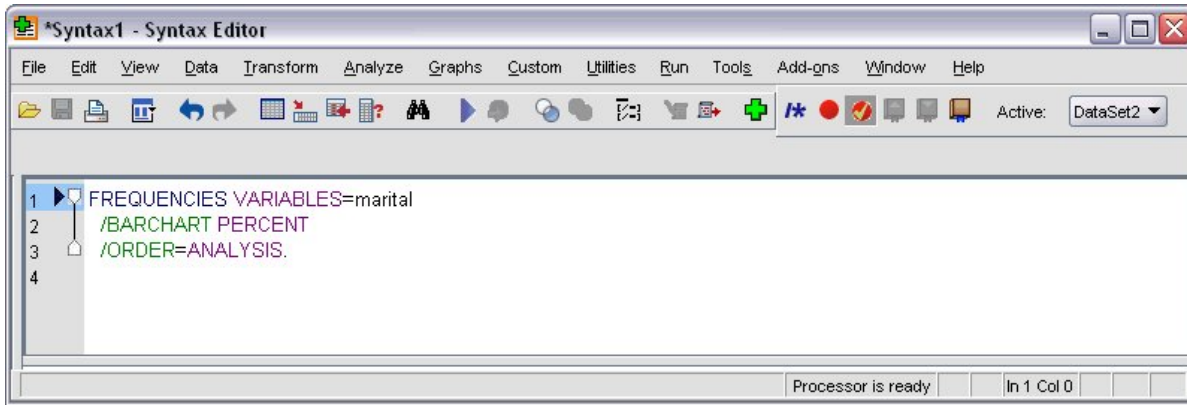 *Syntax1 - Syntax Editor
File Edit View Data Transform Analyze Graphs Custom Utilities Run Tools Add-ons Window Help
Active: DataSet2
1 FREQUENCIES VARIABLES=marital
2 /BARCHART PERCENT
3 /ORDER=ANALYSIS.
4
Processor is ready In 1 Col 0